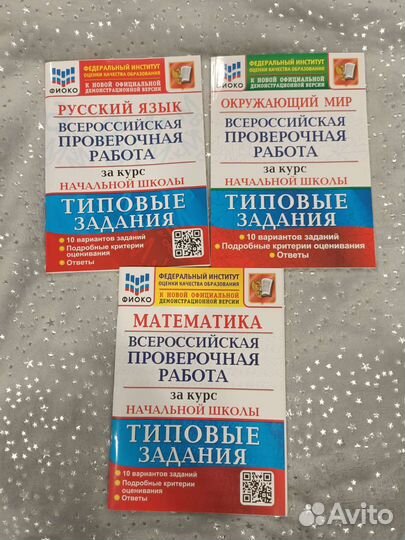 ФИОКО
ФЕДЕРАЛЬНЫЙ ИНСТИТУТ
ОЦЕНКИ КАЧЕСТВА ОБРАЗОВАНИЯ
К НОВОЙ ОФИЦИАЛЬНОЙ
ДЕМОНСТРАЦИОННОЙ ВЕРСИИ
РУССКИЙ ЯЗЫК
ВСЕРОССИЙСКАЯ
ПРОВЕРОЧНАЯ
РАБОТА
за курс
НАЧАЛЬНОЙ ШКОЛЫ
ТИПОВЫЕ
ЗАДАНИЯ
10 вариантов заданий
Подробные критерии
оценивания
Ответы
ФИОКО
ФЕДЕРАЛЬНЫЙ ИНСТИТУТ
ОЦЕНКИ КАЧЕСТВА ОБРАЗОВАНИЯ
К НОВОЙ ОФИЦИАЛЬНОЙ
ДЕМОНСТРАЦИОННОЙ ВЕРСИИ
ОКРУЖАЮЩИЙ МИР
ВСЕРОССИЙСКАЯ
ПРОВЕРОЧНАЯ
РАБОТА
за курс
НАЧАЛЬНОЙ ШКОЛЫ
ТИПОВЫЕ
ЗАДАНИЯ
10 вариантов заданий
Подробные критерии оценивания
Ответы
ФИОКО
ФЕДЕРАЛЬНЫЙ ИНСТИТУТ
ОЦЕНКИ КАЧЕСТВА ОБРАЗОВАНИЯ
К НОВОЙ ОФИЦИАЛЬНОЙ
ДЕМОНСТРАЦИОННОЙ ВЕРСИИ
МАТЕМАТИКА
ВСЕРОССИЙСКАЯ
ПРОВЕРОЧНАЯ
РАБОТА
за курс
НАЧАЛЬНОЙ ШКОЛЫ
ТИПОВЫЕ
ЗАДАНИЯ
10 вариантов заданий
Подробные критерии
оценивания
Ответы
Avito